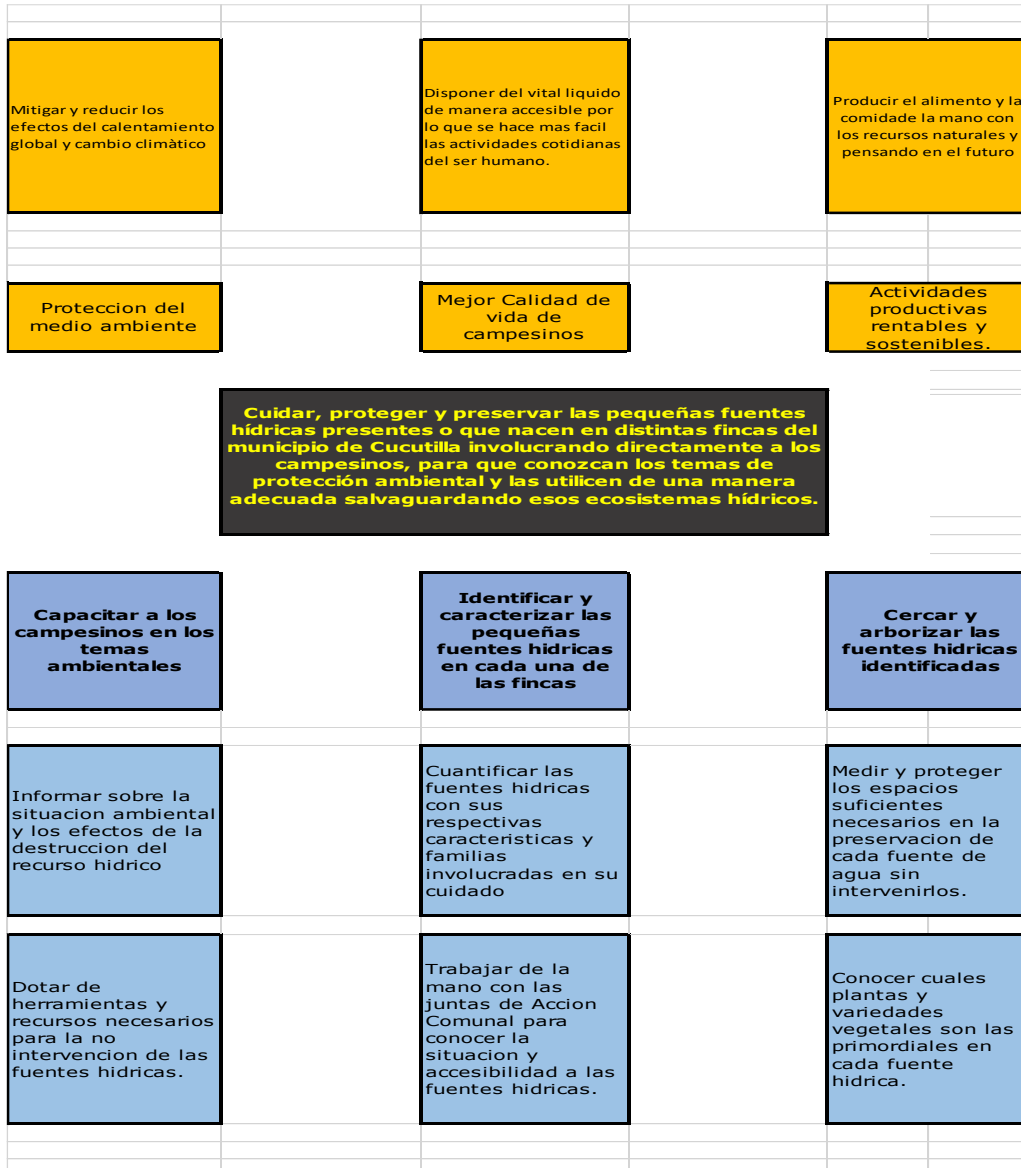 Mitigar y reducir los
efectos del calentamiento
global y cambio climàtico
Disponer del vital liquido
de manera accesible por
lo que se hace mas facil
las actividades cotidianas
del ser humano.
Producir el alimento y la
comidade la mano con
los recursos naturales y
pensando en el futuro
Proteccion del
medio ambiente
Mejor Calidad de
vida de
campesinos
Actividades
productivas
rentables y
sostenibles.
Cuidar, proteger y preservar las pequeñas fuentes
hídricas presentes o que nacen en distintas fincas del
municipio de Cucutilla involucrando directamente a los
campesinos, para que conozcan los temas de
protección ambiental y las utilicen de una manera
adecuada salvaguardando esos ecosistemas hídricos.
Capacitar a los
campesinos en los
temas
ambientales
Identificar y
caracterizar las
pequeñas
fuentes hidricas
en cada una de
las fincas
Cercar y
arborizar las
fuentes hidricas
identificadas
Informar sobre la
situacion ambiental
y los efectos de la
destruccion del
recurso hidrico
Cuantificar las
fuentes hidricas
con sus
respectivas
caracteristicas y
familias
involucradas en su
cuidado
Medir y proteger
los espacios
suficientes
necesarios en la
preservacion de
cada fuente de
agua sin
intervenirlos.
Dotar de
herramientas y
recursos necesarios
para la no
intervencion de las
fuentes hidricas.
Trabajar de la
mano con las
juntas de Accion
Comunal para
conocer la
situacion y
accesibilidad a las
fuentes hidricas.
Conocer cuales
plantas y
variedades
vegetales son las
primordiales en
cada fuente
hidrica.